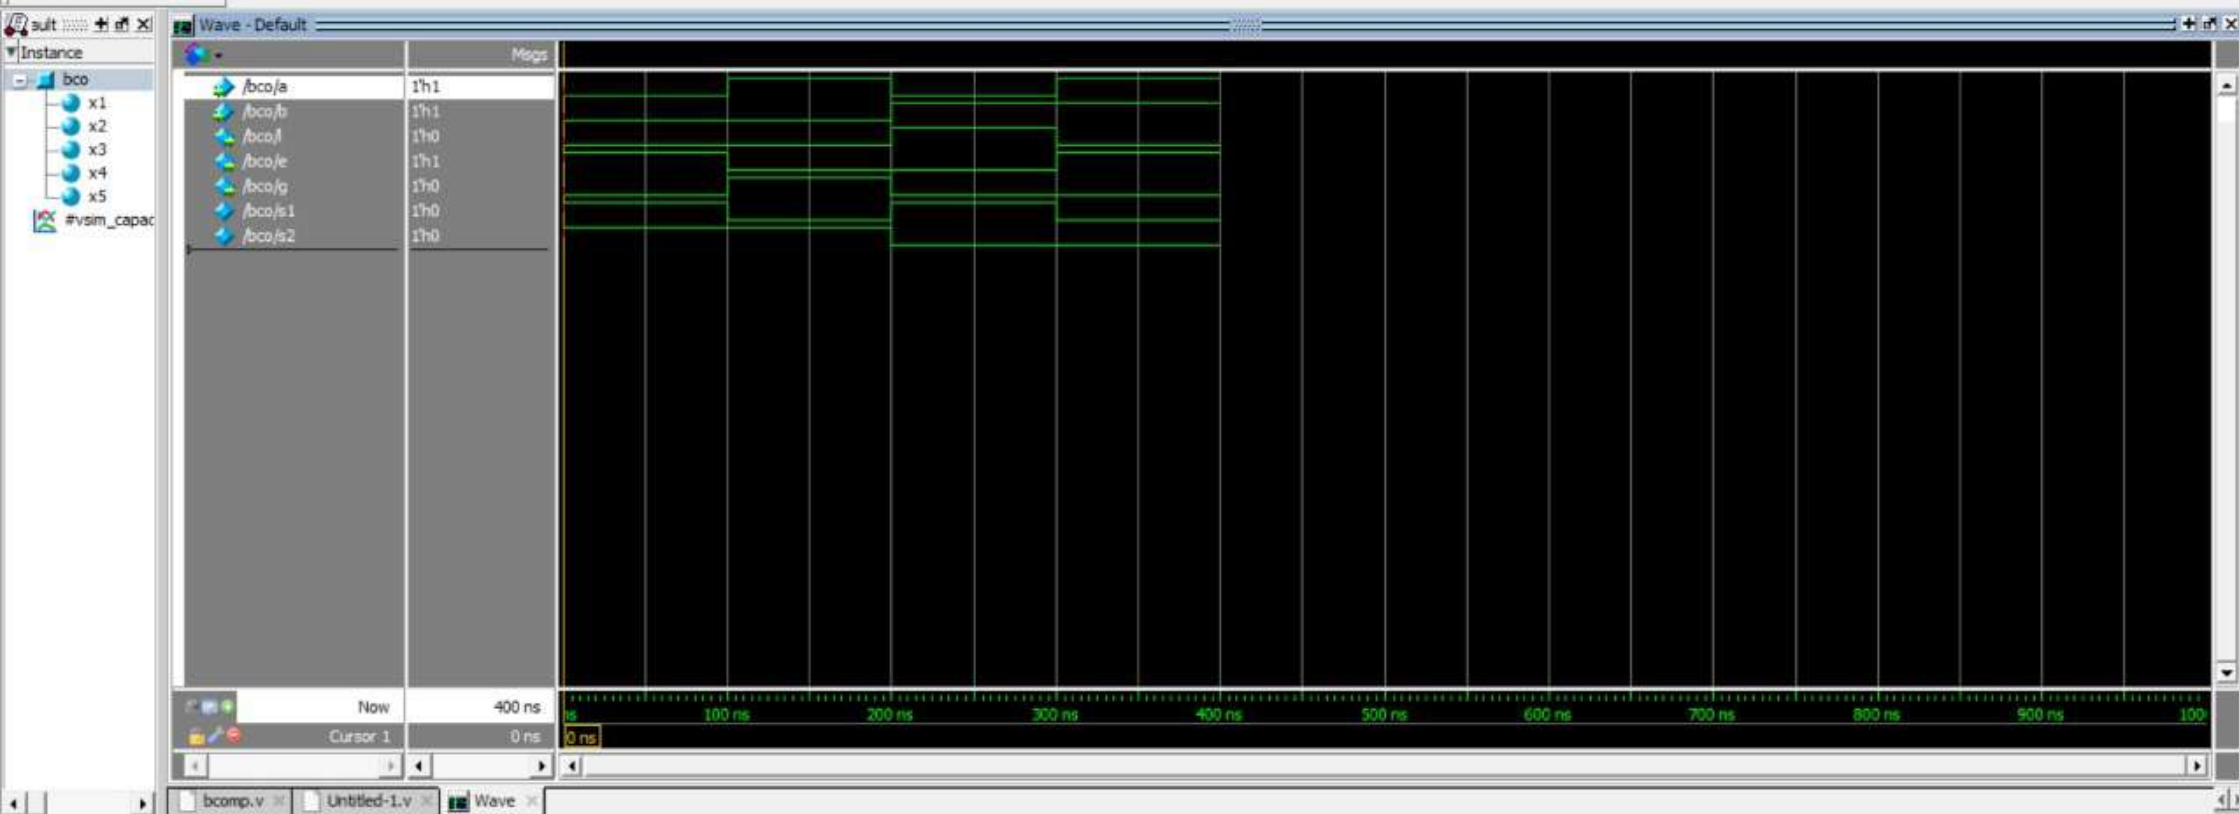 ault
Wave - Default
Instance
Msgs
bco
x1
x2
x3
x4
x5
#vsim_capac
/bco/a 1'h1
/bco/b 1'h1
/bco/l 1'h0
/bco/e 1'h1
/bco/g 1'h0
/bco/s1 1'h0
/bco/s2 1'h0
Now 400 ns
ns 100 ns 200 ns 300 ns 400 ns 500 ns 600 ns 700 ns 800 ns 900 ns 100
Cursor 1 0 ns 0 ns
bcomp.v Untitled-1.v Wave